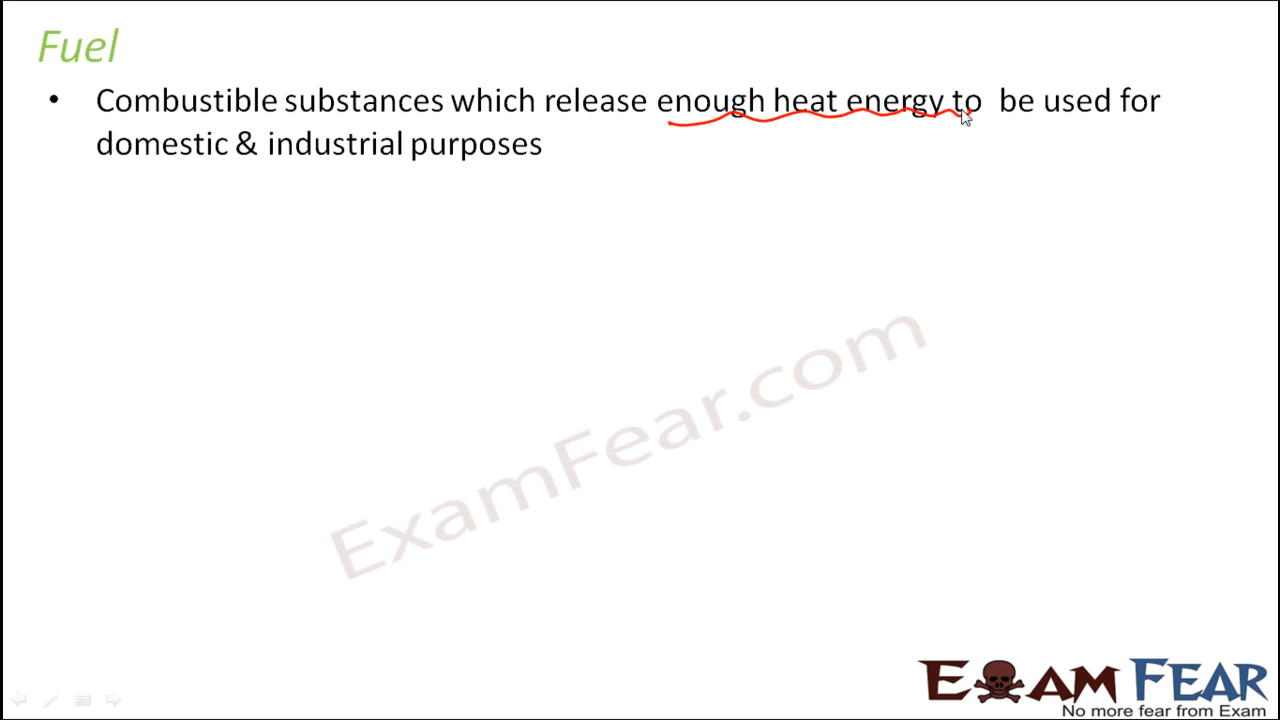 Fuel
• Combustible substances which release enough heat energy to be used for
domestic & industrial purposes
ExamFear.com
EXAM FEAR
No more fear from Exam